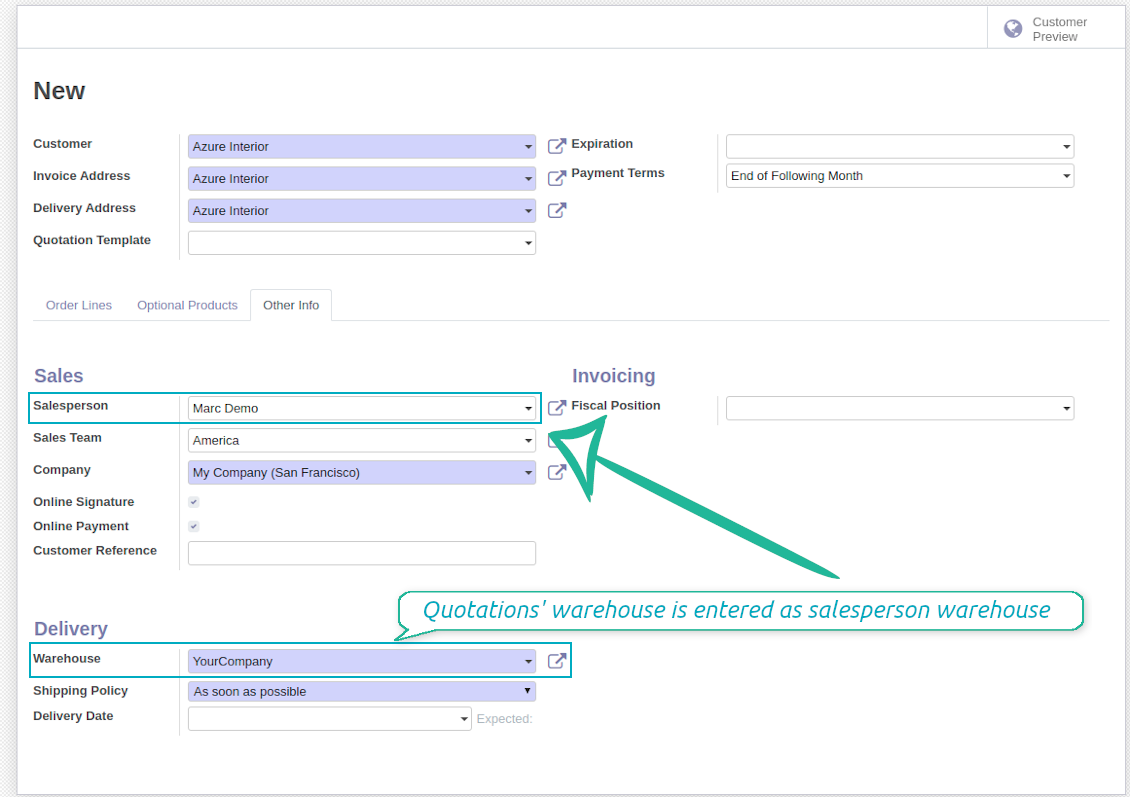 Customer
Preview
New
Customer Azure Interior
Expiration
Invoice Address Azure Interior
Payment Terms End of Following Month
Delivery Address Azure Interior
Quotation Template
Order Lines Optional Products Other Info
Sales
Invoicing
Salesperson Marc Demo
Fiscal Position
Sales Team America
Company My Company (San Francisco)
Online Signature
Online Payment
Customer Reference
Quotations' warehouse is entered as salesperson warehouse
Delivery
Warehouse YourCompany
Shipping Policy As soon as possible
Delivery Date Expected: